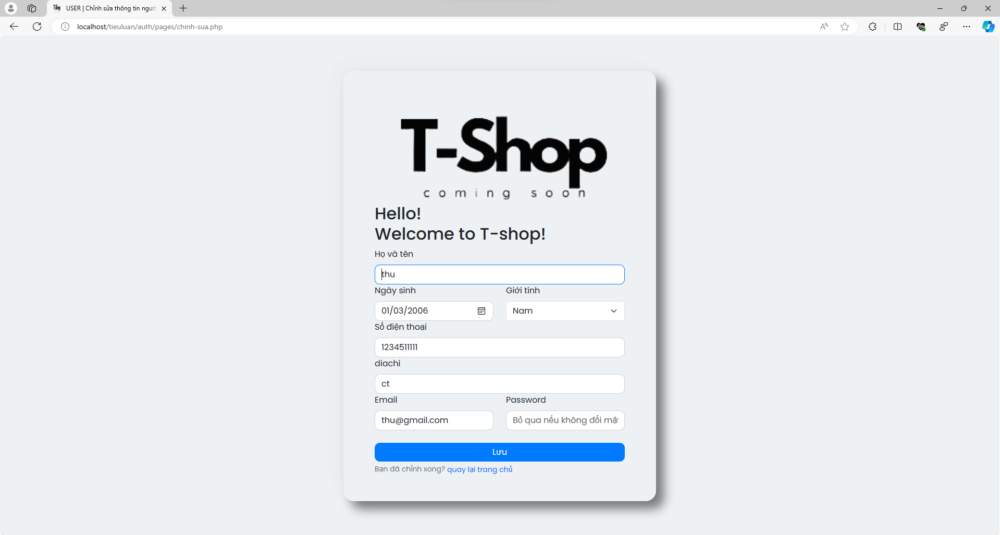 USER | Chỉnh sửa thông tin ngườ
localhost/tieuluan/auth/pages/chinh-sua.php
T-Shop
coming soon
Hello!
Welcome to T-shop!
Họ và tên
thu
Ngày sinh Giới tính
01/03/2006 Nam
Số điện thoại
1234511111
diachi
ct
Email Password
thu@gmail.com Bỏ qua nếu không đổi mật
Lưu
Bạn đã chỉnh xong? quay lại trang chủ